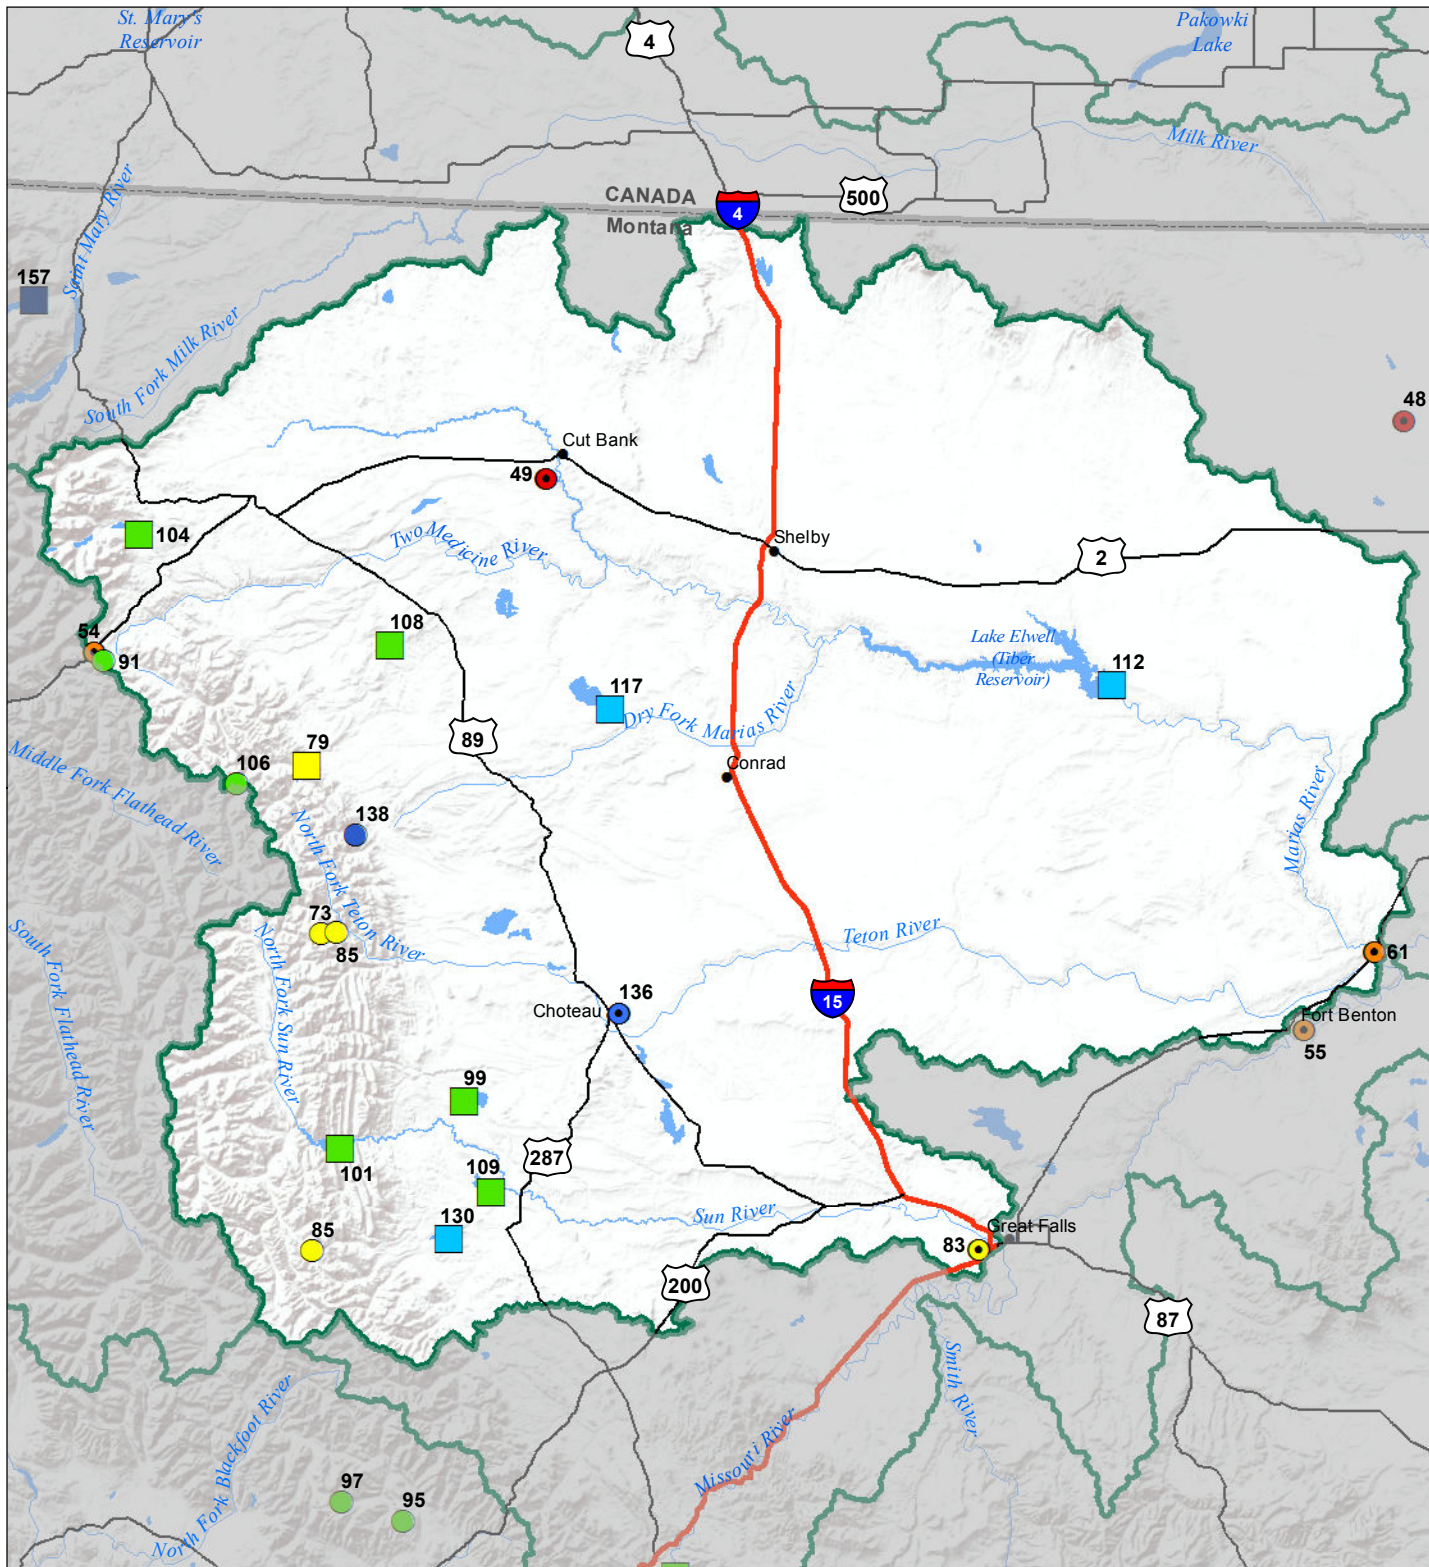 St. Mary's
Reservoir
4
Pakowki
Lake
Milk River
CANADA
Montana
4
500
Saint Mary River
157
South Fork Milk River
48
Cut Bank
49
104
Two Medicine River
Shelby
2
54
91
108
Lake Elwell
(Tiber
Reservoir)
112
117
Dry Fork Marias River
89
79
Conrad
Middle Fork Flathead River
106
138
North Fork Teton River
Marias River
73
85
South Fork Flathead River
North Fork Sun River
Teton River
61
15
136
Choteau
Fort Benton
55
99
101
287
109
130
Sun River
85
Great Falls
83
200
87
Smith River
Missouri River
North Fork Blackfoot River
97
95